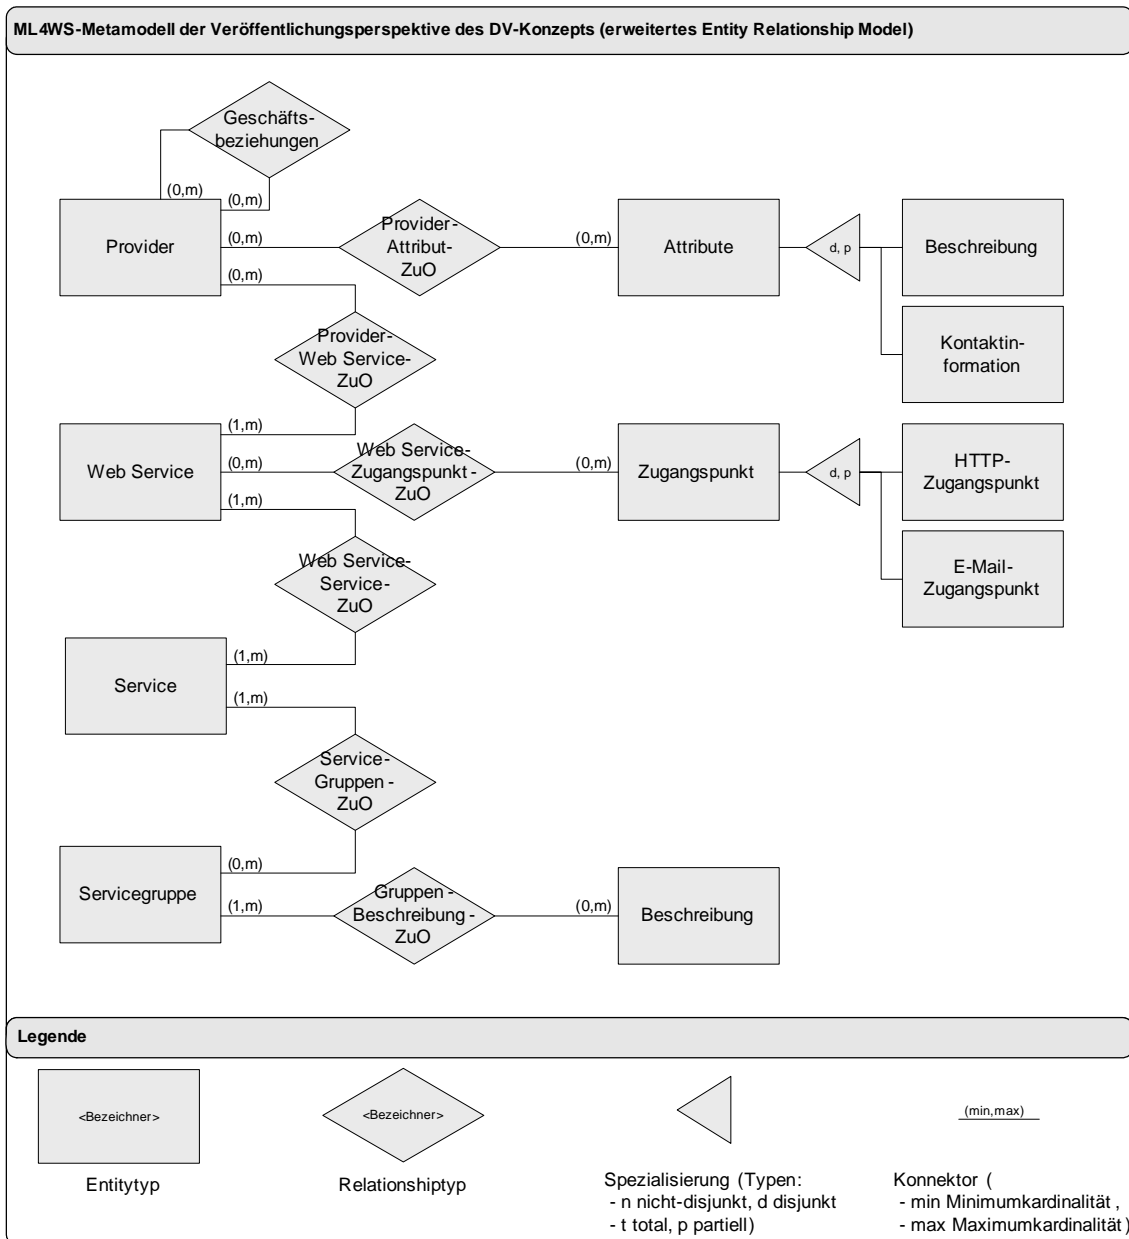 ML4WS-Metamodell der Veröffentlichungsperspektive des DV-Konzepts (erweitertes Entity Relationship Model)
Geschäfts-
beziehungen
(0,m)
(0,m)
Provider
(0,m)
Provider-
Attribut-
ZuO
(0,m)
Attribute
d, p
Beschreibung
(0,m)
Provider-
Web Service-
ZuO
Kontaktin-
formation
(1,m)
Web Service
(0,m)
Web Service-
Zugangspunkt -
ZuO
(0,m)
Zugangspunkt
d, p
HTTP-
Zugangspunkt
(1,m)
Web Service-
Service-
ZuO
E-Mail-
Zugangspunkt
(1,m)
Service
(1,m)
Service-
Gruppen -
ZuO
(0,m)
Servicegruppe
(1,m)
Gruppen -
Beschreibung -
ZuO
(0,m)
Beschreibung
Legende
<Bezeichner>
Entitytyp
<Bezeichner>
Relationshiptyp
Spezialisierung (Typen:
- n nicht-disjunkt, d disjunkt
- t total, p partiell)
(min,max)
Konnektor (
- min Minimumkardinalität ,
- max Maximumkardinalität)